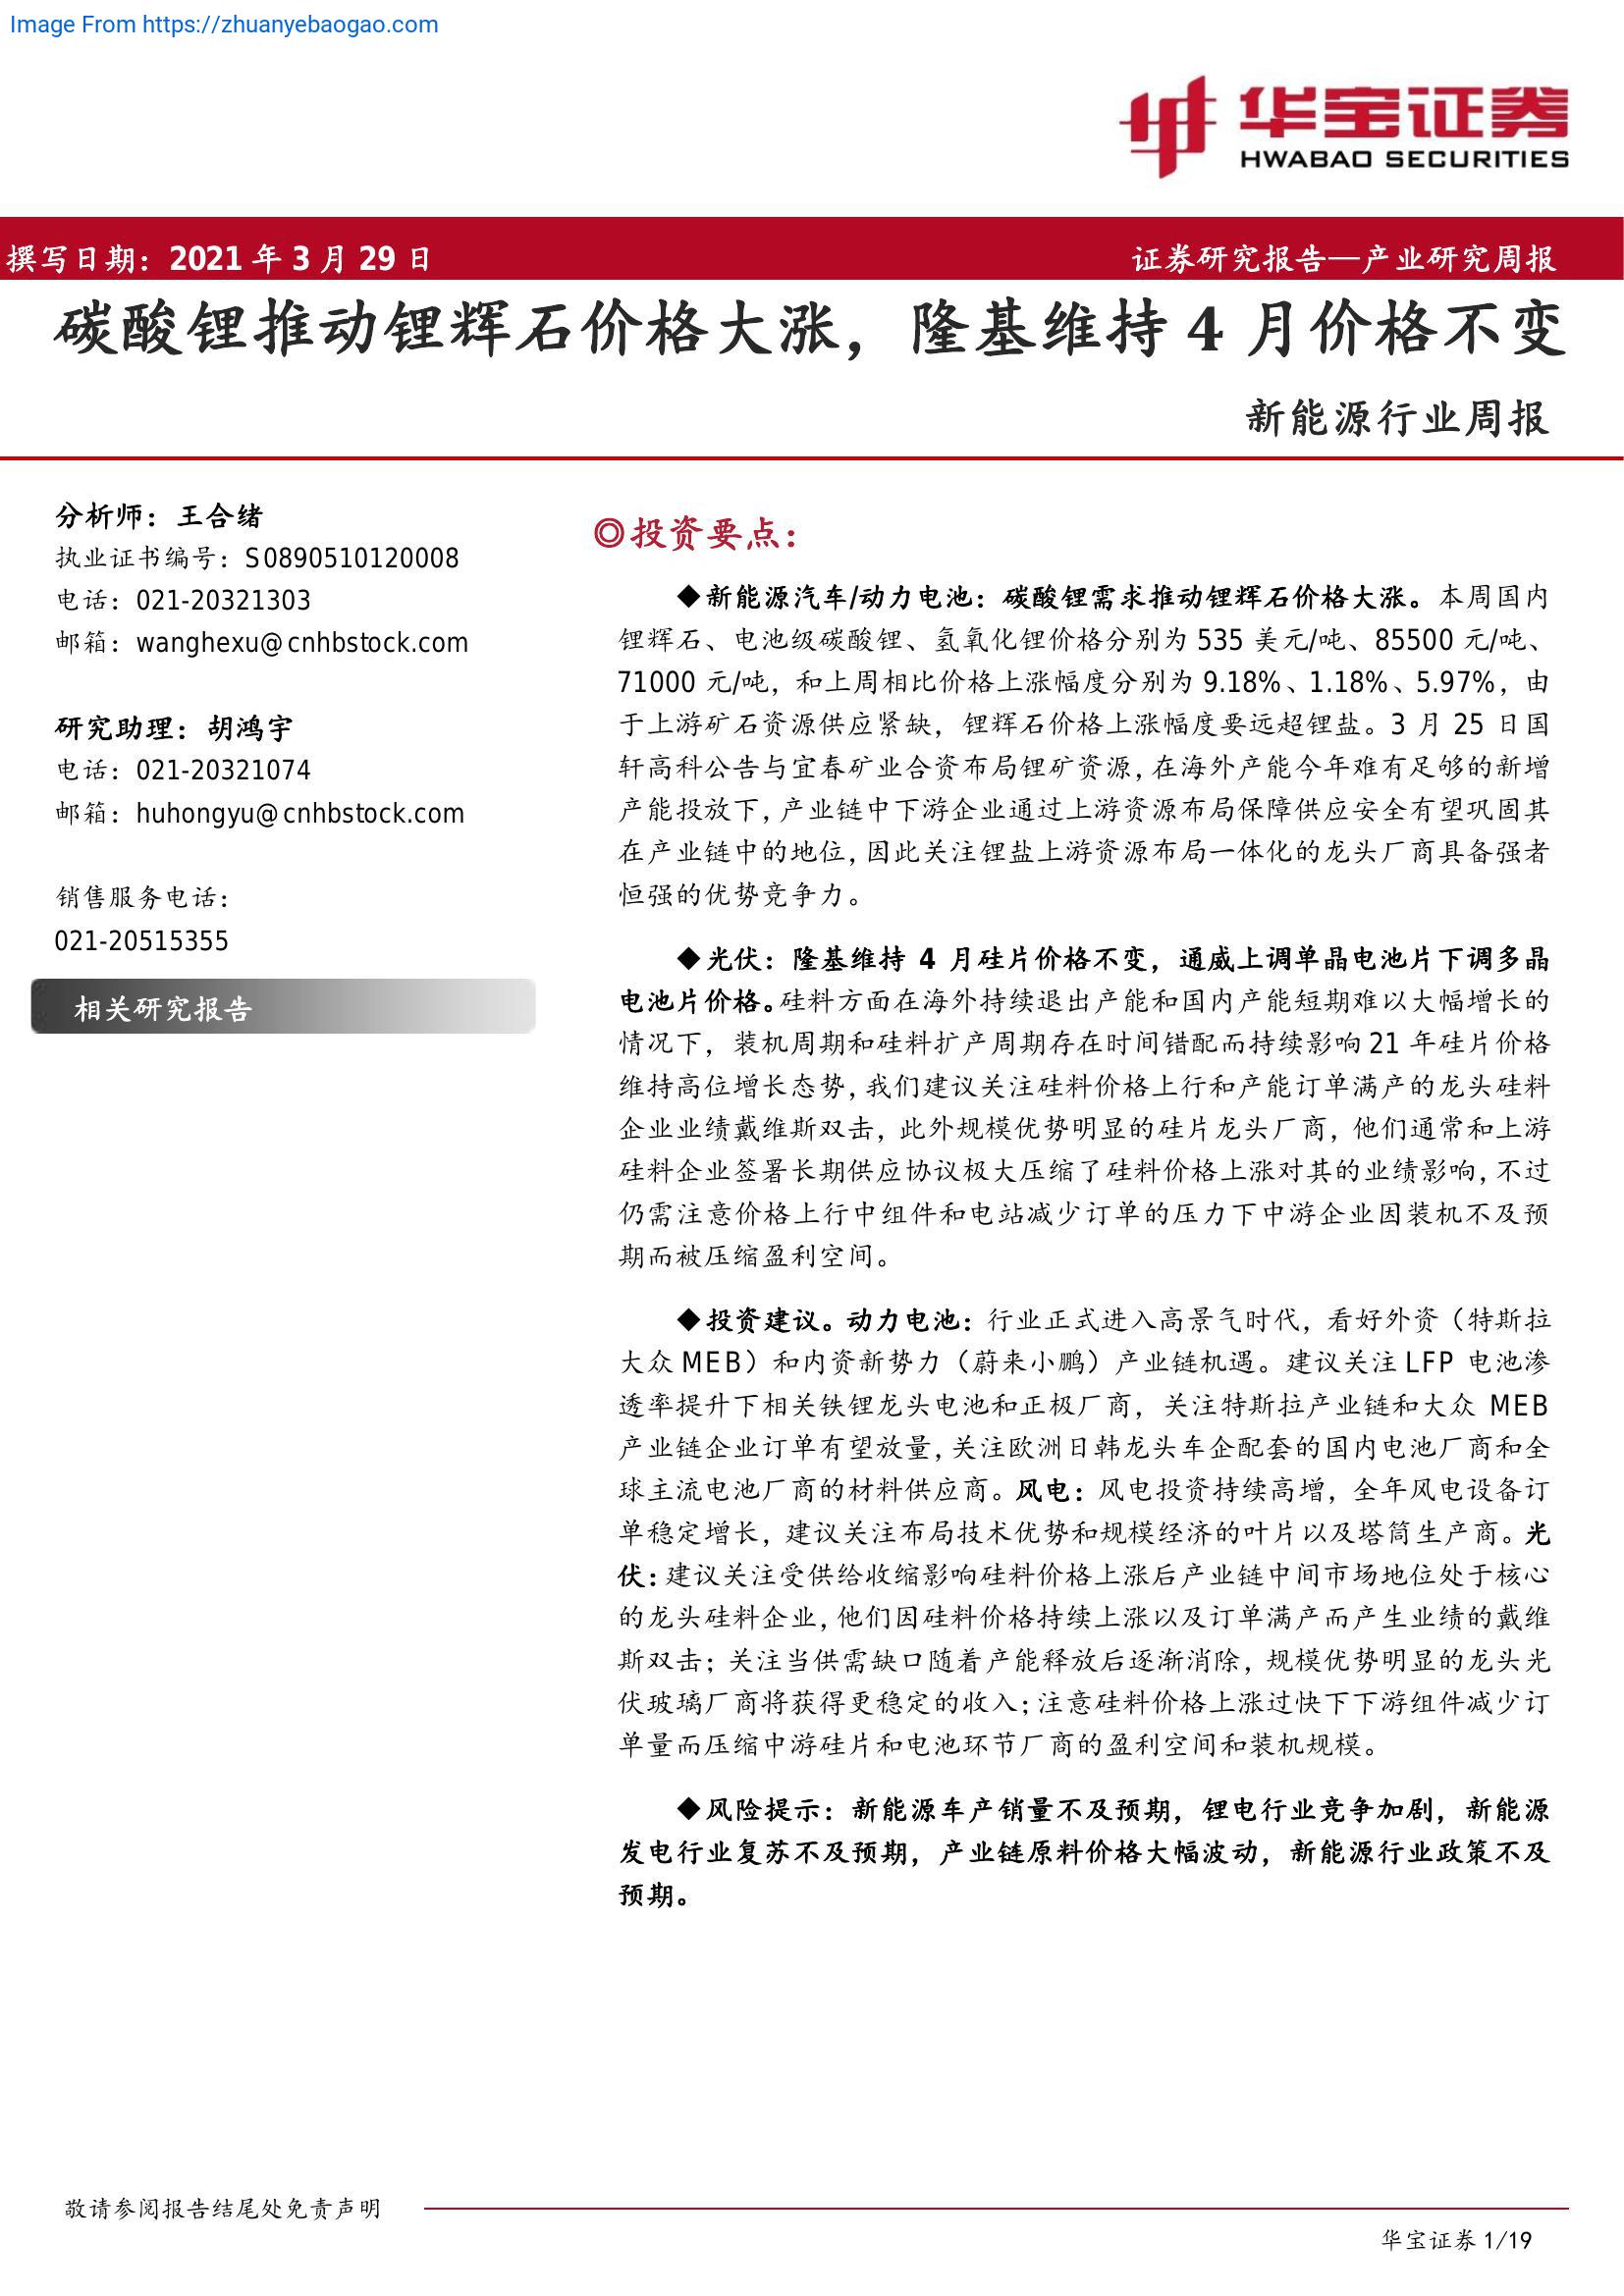 Image From https://zhuanyebaogao.com
华宝证券
HWABAO SECURITIES
撰写日期：2021 年 3 月 29 日
证券研究报告—产业研究周报
碳酸锂推动锂辉石价格大涨，隆基维持 4 月价格不变
新能源行业周报
分析师：王合绪
执业证书编号：S0890510120008
电话：021-20321303
邮箱：wanghexu@cnhbstock.com
研究助理：胡鸿宇
电话：021-20321074
邮箱：huhongyu@cnhbstock.com
销售服务电话：
021-20515355
相关研究报告
◎投资要点：
◆新能源汽车/动力电池：碳酸锂需求推动锂辉石价格大涨。本周国内
锂辉石、电池级碳酸锂、氢氧化锂价格分别为 535 美元/吨、85500 元/吨、
71000 元/吨，和上周相比价格上涨幅度分别为 9.18%、1.18%、5.97%，由
于上游矿石资源供应紧缺，锂辉石价格上涨幅度要远超锂盐。3 月 25 日国
轩高科公告与宜春矿业合资布局锂矿资源，在海外产能今年难有足够的新增
产能投放下，产业链中下游企业通过上游资源布局保障供应安全有望巩固其
在产业链中的地位，因此关注锂盐上游资源布局一体化的龙头厂商具备强者
恒强的优势竞争力。
◆光伏：隆基维持 4 月硅片价格不变，通威上调单晶电池片下调多晶
电池片价格。硅料方面在海外持续退出产能和国内产能短期难以大幅增长的
情况下，装机周期和硅料扩产周期存在时间错配而持续影响 21 年硅片价格
维持高位增长态势，我们建议关注硅料价格上行和产能订单满产的龙头硅料
企业业绩戴维斯双击，此外规模优势明显的硅片龙头厂商，他们通常和上游
硅料企业签署长期供应协议极大压缩了硅料价格上涨对其的业绩影响，不过
仍需注意价格上行中组件和电站减少订单的压力下中游企业因装机不及预
期而被压缩盈利空间。
◆投资建议。动力电池：行业正式进入高景气时代，看好外资（特斯拉
大众 MEB）和内资新势力（蔚来小鹏）产业链机遇。建议关注 LFP 电池渗
透率提升下相关铁锂龙头电池和正极厂商，关注特斯拉产业链和大众 MEB
产业链企业订单有望放量，关注欧洲日韩龙头车企配套的国内电池厂商和全
球主流电池厂商的材料供应商。风电：风电投资持续高增，全年风电设备订
单稳定增长，建议关注布局技术优势和规模经济的叶片以及塔筒生产商。光
伏：建议关注受供给收缩影响硅料价格上涨后产业链中间市场地位处于核心
的龙头硅料企业，他们因硅料价格持续上涨以及订单满产而产生业绩的戴维
斯双击；关注当供需缺口随着产能释放后逐渐消除，规模优势明显的龙头光
伏玻璃厂商将获得更稳定的收入；注意硅料价格上涨过快下下游组件减少订
单量而压缩中游硅片和电池环节厂商的盈利空间和装机规模。
◆风险提示：新能源车产销量不及预期，锂电行业竞争加剧，新能源
发电行业复苏不及预期，产业链原料价格大幅波动，新能源行业政策不及
预期。
敬请参阅报告结尾处免责声明
华宝证券 1/19